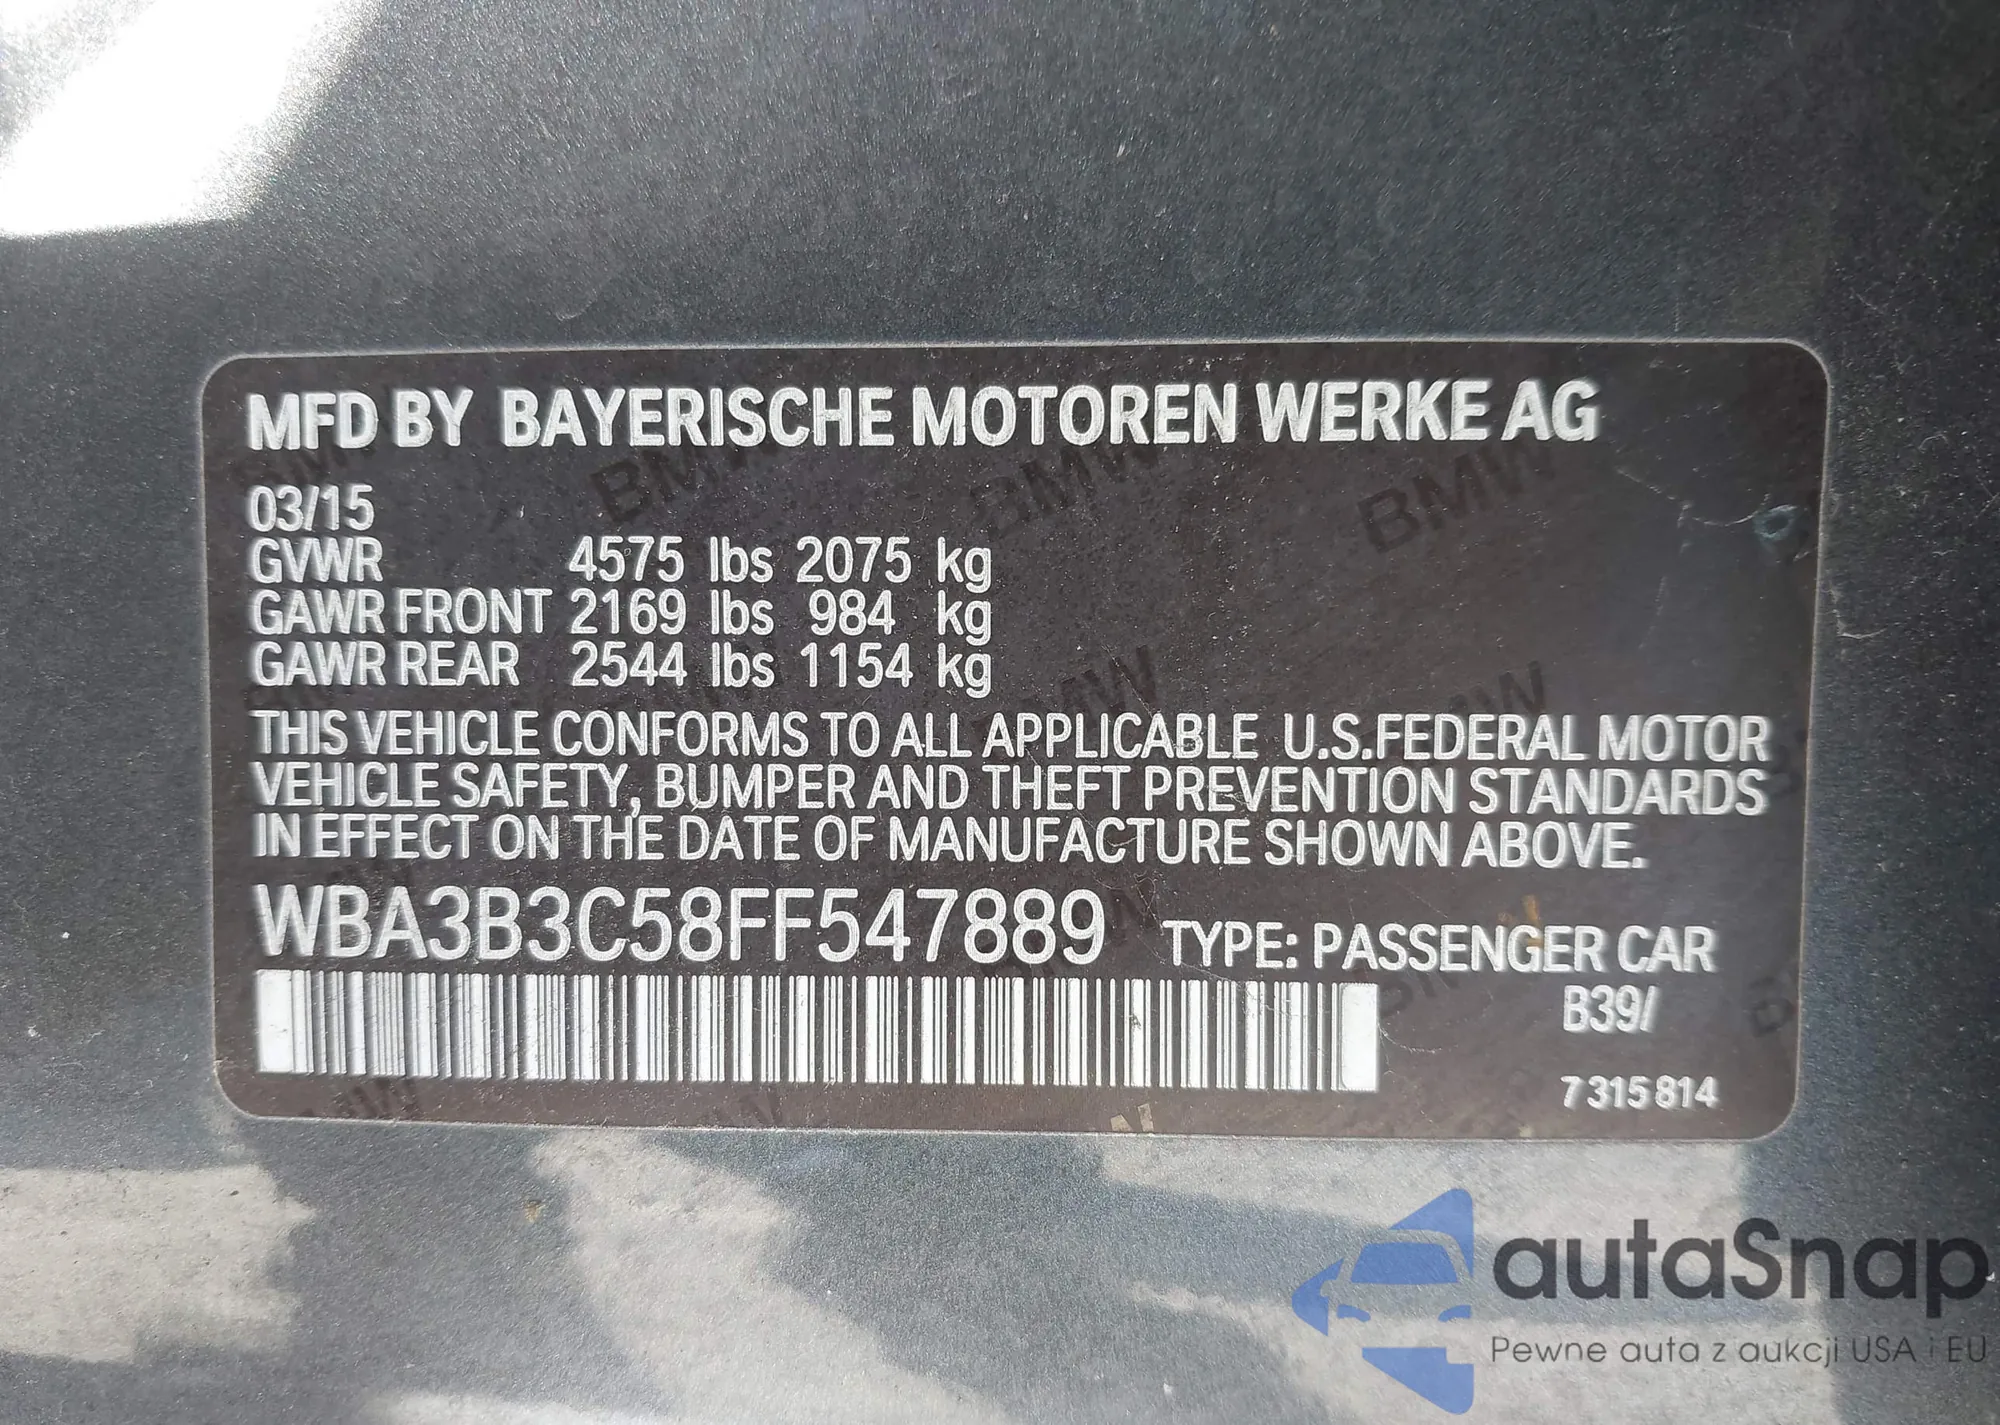 MFD BY BAYERISCHE MOTOREN WERKE AG
03/15
GVWR 4575 lbs 2075 kg
GAWR FRONT 2169 lbs 984 kg
GAWR REAR 2544 lbs 1154 kg
THIS VEHICLE CONFORMS TO ALL APPLICABLE U.S.FEDERAL MOTOR
VEHICLE SAFETY, BUMPER AND THEFT PREVENTION STANDARDS
IN EFFECT ON THE DATE OF MANUFACTURE SHOWN ABOVE.
WBA3B3C58FF547889 TYPE: PASSENGER CAR
B39/
7 315 814
autaSnap
Pewne auta z aukcji USA i EU